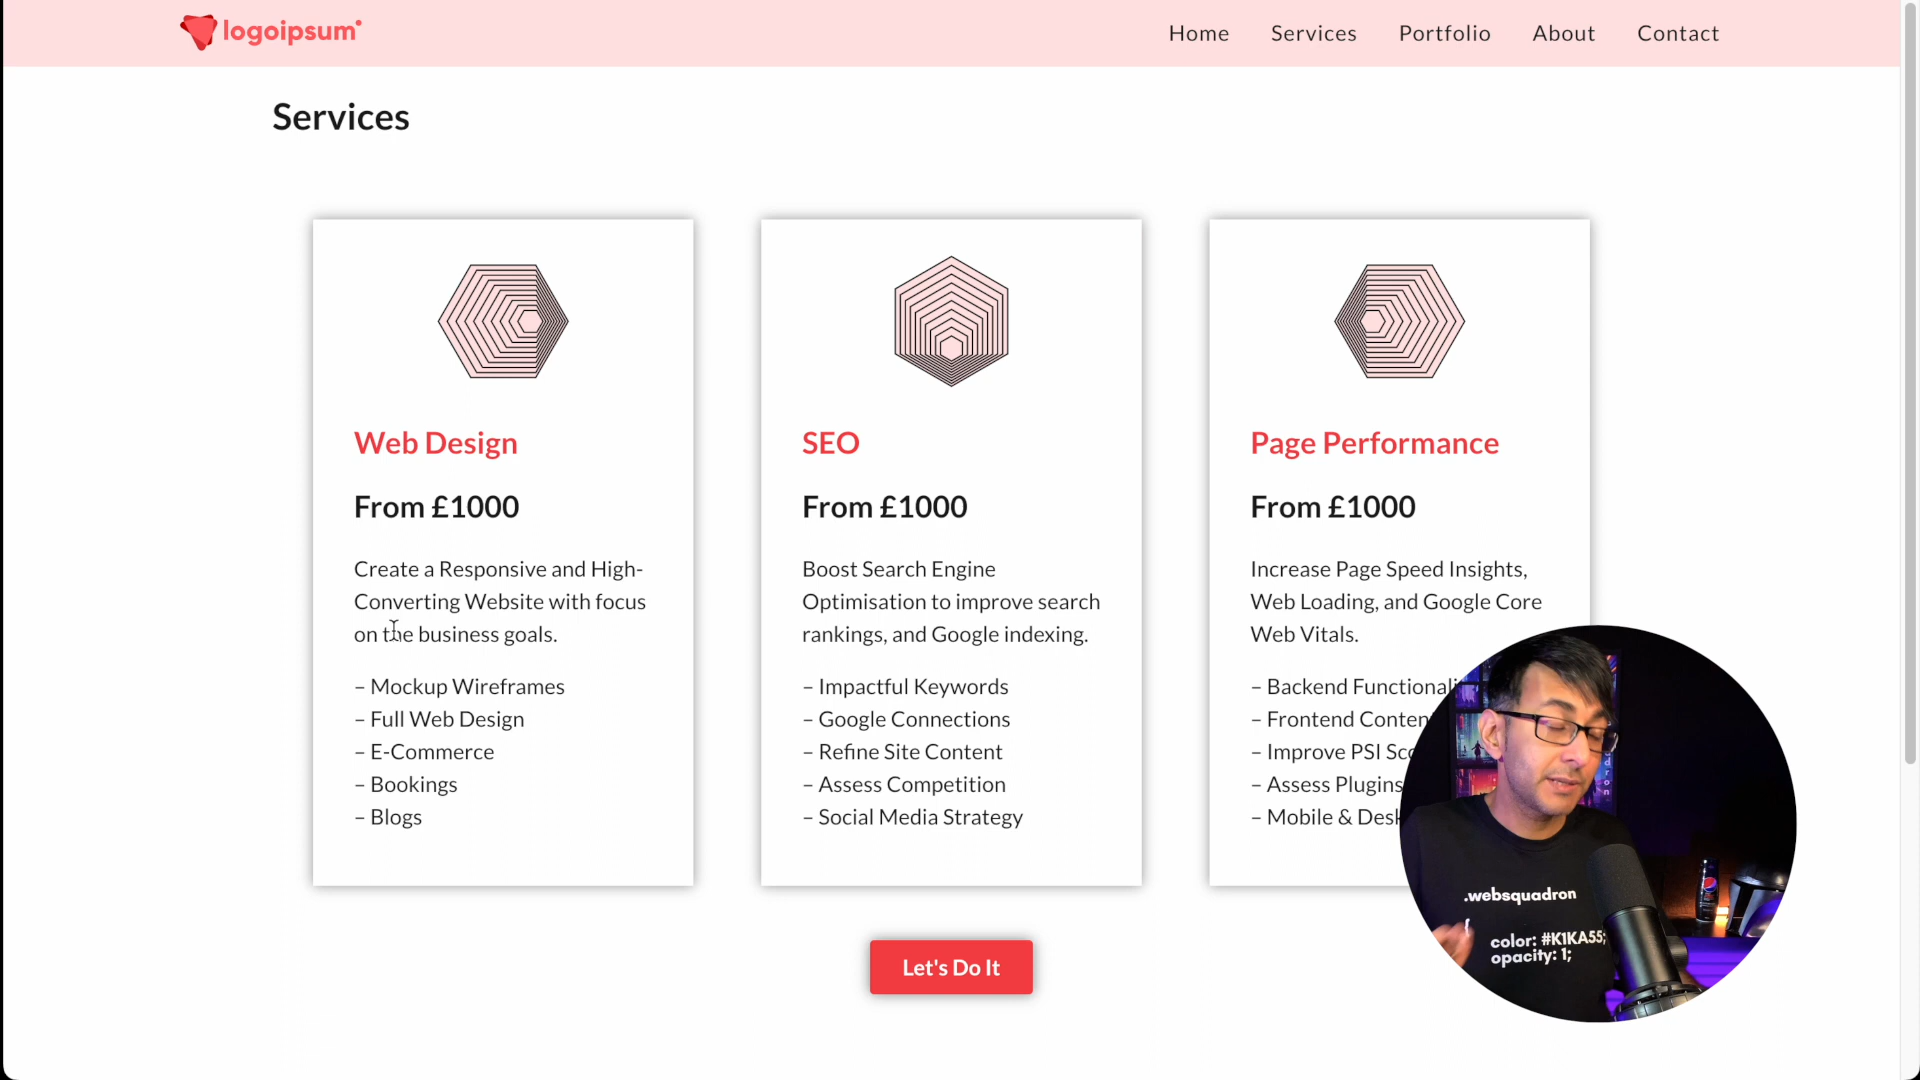 logoipsum
Home Services Portfolio About Contact
Services
Web Design
From £1000
Create a Responsive and High-
Converting Website with focus
on the business goals.
– Mockup Wireframes
– Full Web Design
– E-Commerce
– Bookings
– Blogs
SEO
From £1000
Boost Search Engine
Optimisation to improve search
rankings, and Google indexing.
– Impactful Keywords
– Google Connections
– Refine Site Content
– Assess Competition
– Social Media Strategy
Page Performance
From £1000
Increase Page Speed Insights,
Web Loading, and Google Core
Web Vitals.
– Backend
– Frontend
– Improve PSI
– Assess Plugins
– Mobile &
Let's Do It
.websquadron
color: #K1KA55;
opacity: 1;